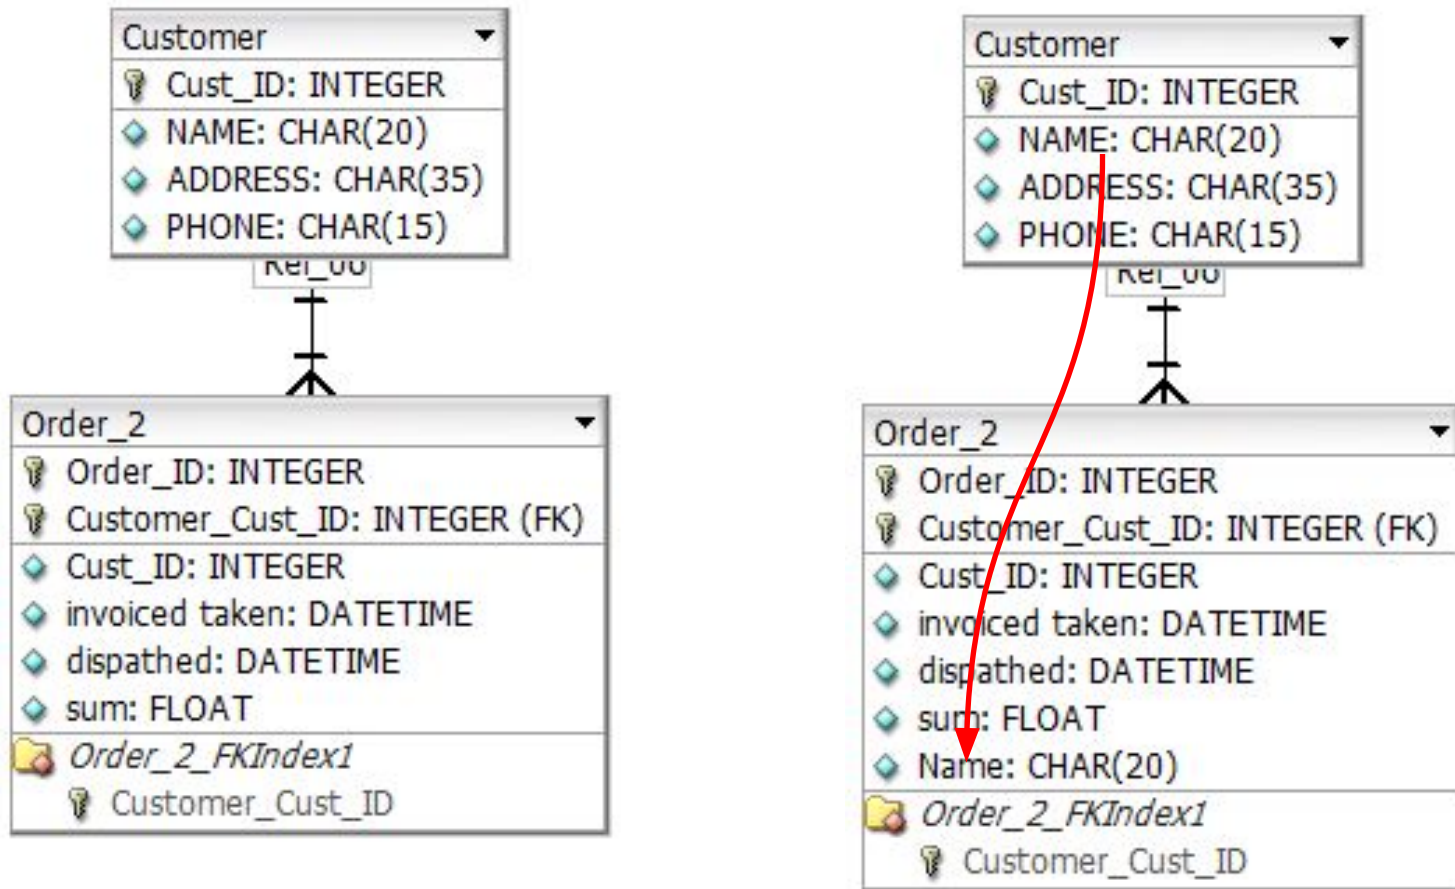 Customer
Cust_ID: INTEGER
NAME: CHAR(20)
ADDRESS: CHAR(35)
PHONE: CHAR(15)
Order_2
Order_ID: INTEGER
Customer_Cust_ID: INTEGER (FK)
Cust_ID: INTEGER
invoiced taken: DATETIME
dispathed: DATETIME
sum: FLOAT
Order_2_FKIndex1
Customer_Cust_ID
Customer
Cust_ID: INTEGER
NAME: CHAR(20)
ADDRESS: CHAR(35)
PHONE: CHAR(15)
Order_2
Order_ID: INTEGER
Customer_Cust_ID: INTEGER (FK)
Cust_ID: INTEGER
invoiced taken: DATETIME
dispathed: DATETIME
sum: FLOAT
Name: CHAR(20)
Order_2_FKIndex1
Customer_Cust_ID